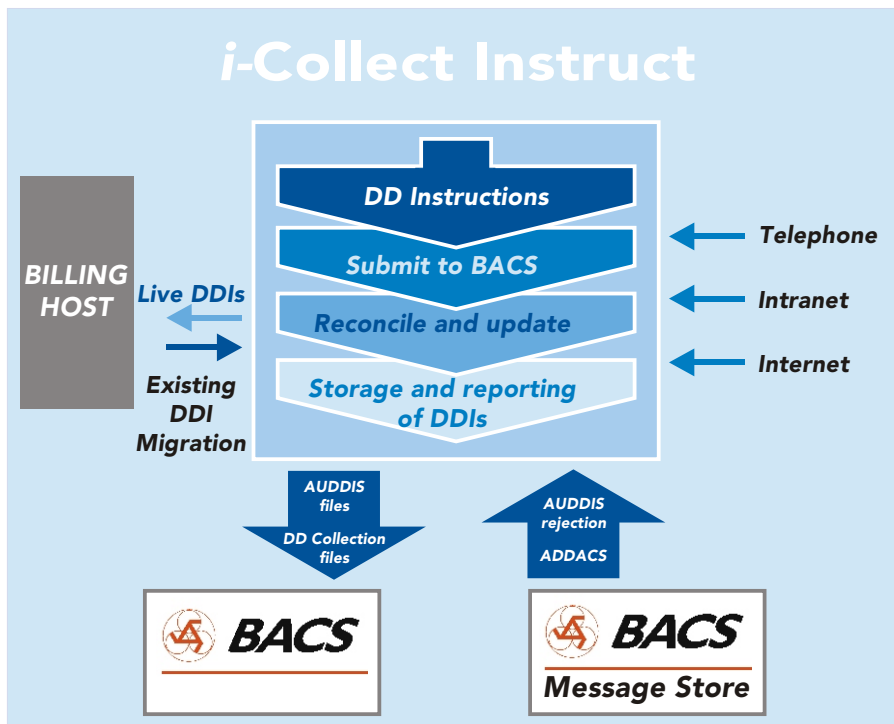 i-Collect Instruct
DD Instructions
Submit to BACS
Reconcile and update
Storage and reporting
of DDIs
BILLING
HOST
Live DDIs
Existing
DDI
Migration
Telephone
Intranet
Internet
AUDDIS
files
DD Collection
files
AUDDIS
rejection
ADDACS
BACS
BACS
Message Store